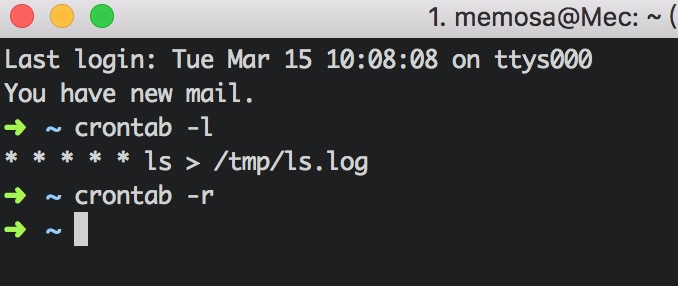 1. memosa@Mec: ~ (
Last login: Tue Mar 15 10:08:08 on ttys000
You have new mail.
➜ ~ crontab -l
* * * * * ls > /tmp/ls.log
➜ ~ crontab -r
➜ ~